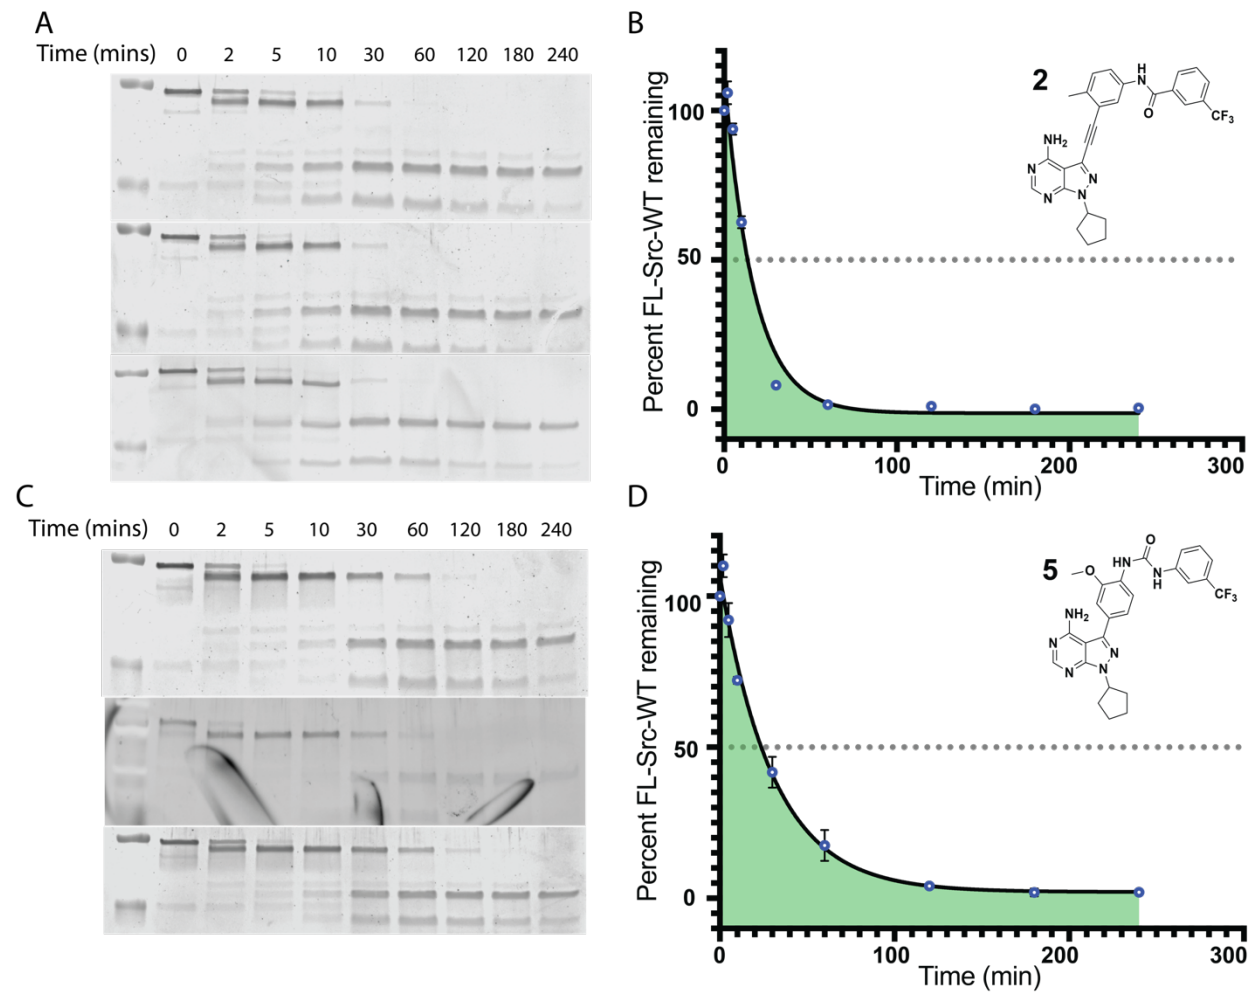 A
Time (mins) 0 2 5 10 30 60 120 180 240
B
Percent FL-Src-WT remaining
100
50
0
0 100 200 300
Time (min)
2
H
N
O
CF3
NH2
N
N
N
N
N
C
Time (mins) 0 2 5 10 30 60 120 180 240
D
Percent FL-Src-WT remaining
100
50
0
0 100 200 300
Time (min)
5
O
HN
O
N
H
CF3
NH2
N
N
N
N
N